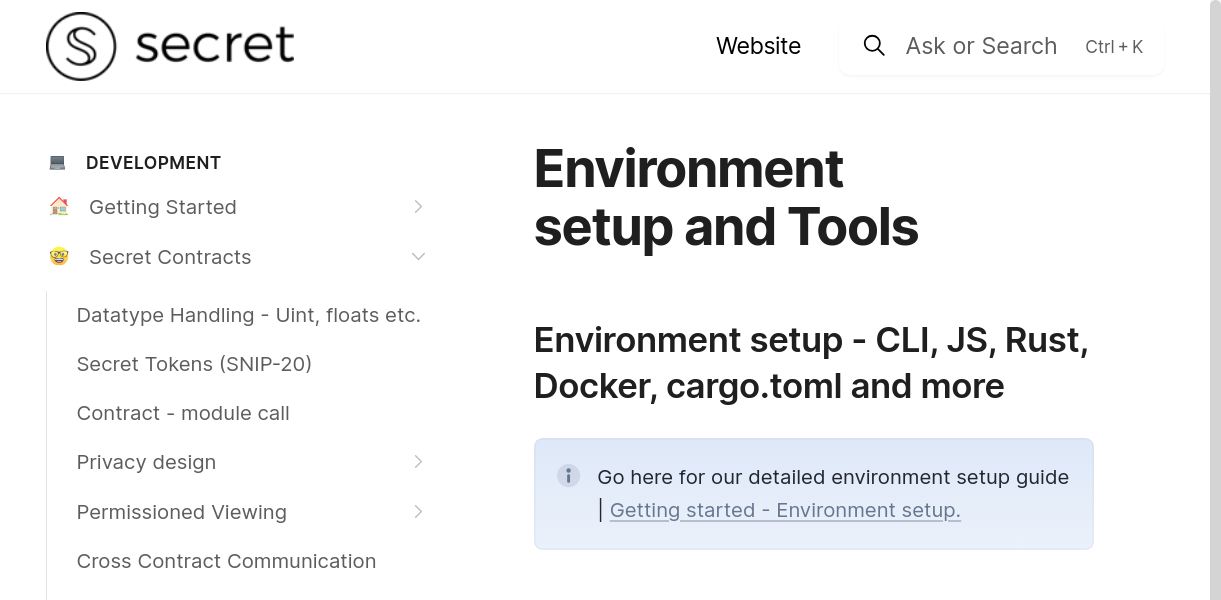 secret
Website
Ask or Search
Ctrl + K
DEVELOPMENT
Getting Started
Secret Contracts
Datatype Handling - Uint, floats etc.
Secret Tokens (SNIP-20)
Contract - module call
Privacy design
Permissioned Viewing
Cross Contract Communication
Environment
setup and Tools
Environment setup - CLI, JS, Rust,
Docker, cargo.toml and more
Go here for our detailed environment setup guide
| Getting started - Environment setup.